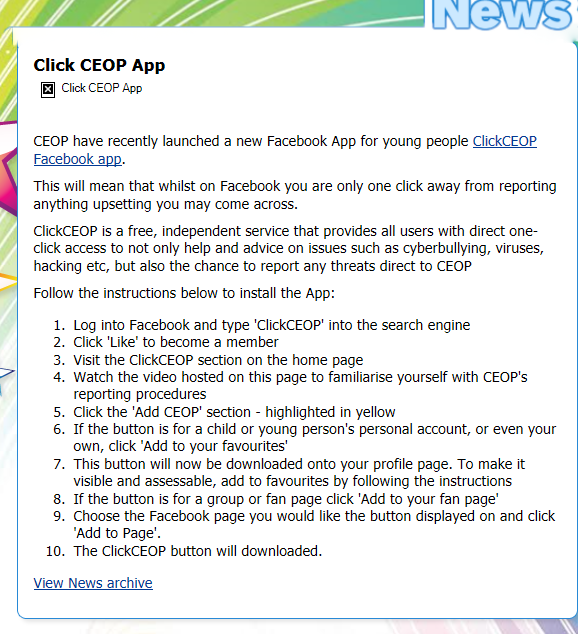 News
Click CEOP App
Click CEOP App
CEOP have recently launched a new Facebook App for young people ClickCEOP
Facebook app.
This will mean that whilst on Facebook you are only one click away from reporting
anything upsetting you may come across.
ClickCEOP is a free, independent service that provides all users with direct one-
click access to not only help and advice on issues such as cyberbullying, viruses,
hacking etc, but also the chance to report any threats direct to CEOP
Follow the instructions below to install the App:
1. Log into Facebook and type 'ClickCEOP' into the search engine
2. Click 'Like' to become a member
3. Visit the ClickCEOP section on the home page
4. Watch the video hosted on this page to familiarise yourself with CEOP's
reporting procedures
5. Click the 'Add CEOP' section - highlighted in yellow
6. If the button is for a child or young person's personal account, or even your
own, click 'Add to your favourites'
7. This button will now be downloaded onto your profile page. To make it
visible and assessable, add to favourites by following the instructions
8. If the button is for a group or fan page click 'Add to your fan page'
9. Choose the Facebook page you would like the button displayed on and click
'Add to Page'.
10. The ClickCEOP button will downloaded.
View News archive